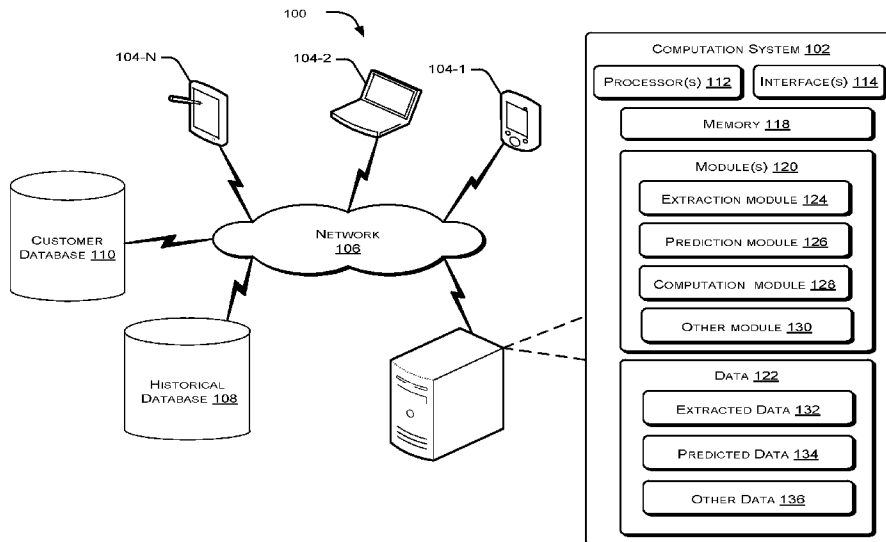 100
104-N
104-2
104-1
CUSTOMER
DATABASE 110
NETWORK
106
HISTORICAL
DATABASE 108
COMPUTATION SYSTEM 102
PROCESSOR(S) 112
INTERFACE(S) 114
MEMORY 118
MODULE(S) 120
EXTRACTION MODULE 124
PREDICTION MODULE 126
COMPUTATION MODULE 128
OTHER MODULE 130
DATA 122
EXTRACTED DATA 132
PREDICTED DATA 134
OTHER DATA 136